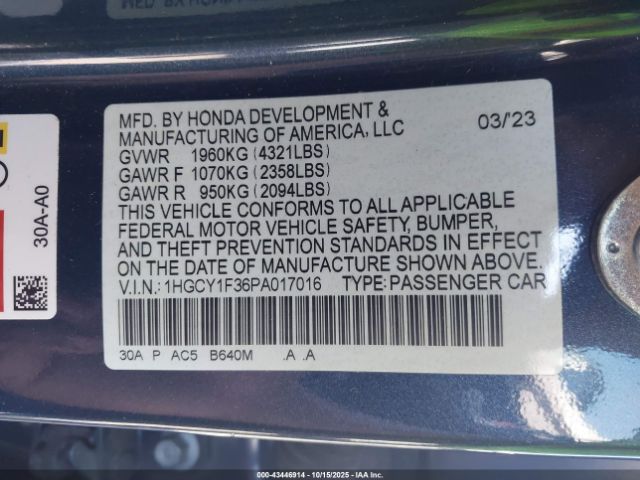 MFD. BY HONDA DEVELOPMENT &
MANUFACTURING OF AMERICA, LLC 03/'23
GVWR 1960KG (4321LBS)
GAWR F 1070KG (2358LBS)
GAWR R 950KG (2094LBS)
THIS VEHICLE CONFORMS TO ALL APPLICABLE
FEDERAL MOTOR VEHICLE SAFETY, BUMPER,
AND THEFT PREVENTION STANDARDS IN EFFECT
ON THE DATE OF MANUFACTURE SHOWN ABOVE.
V.I.N.: 1HGCY1F36PA017016 TYPE: PASSENGER CAR
30A P AC5 B640M .A .A
30A-A0
000-43446914 - 10/15/2025 - IAAI Inc.